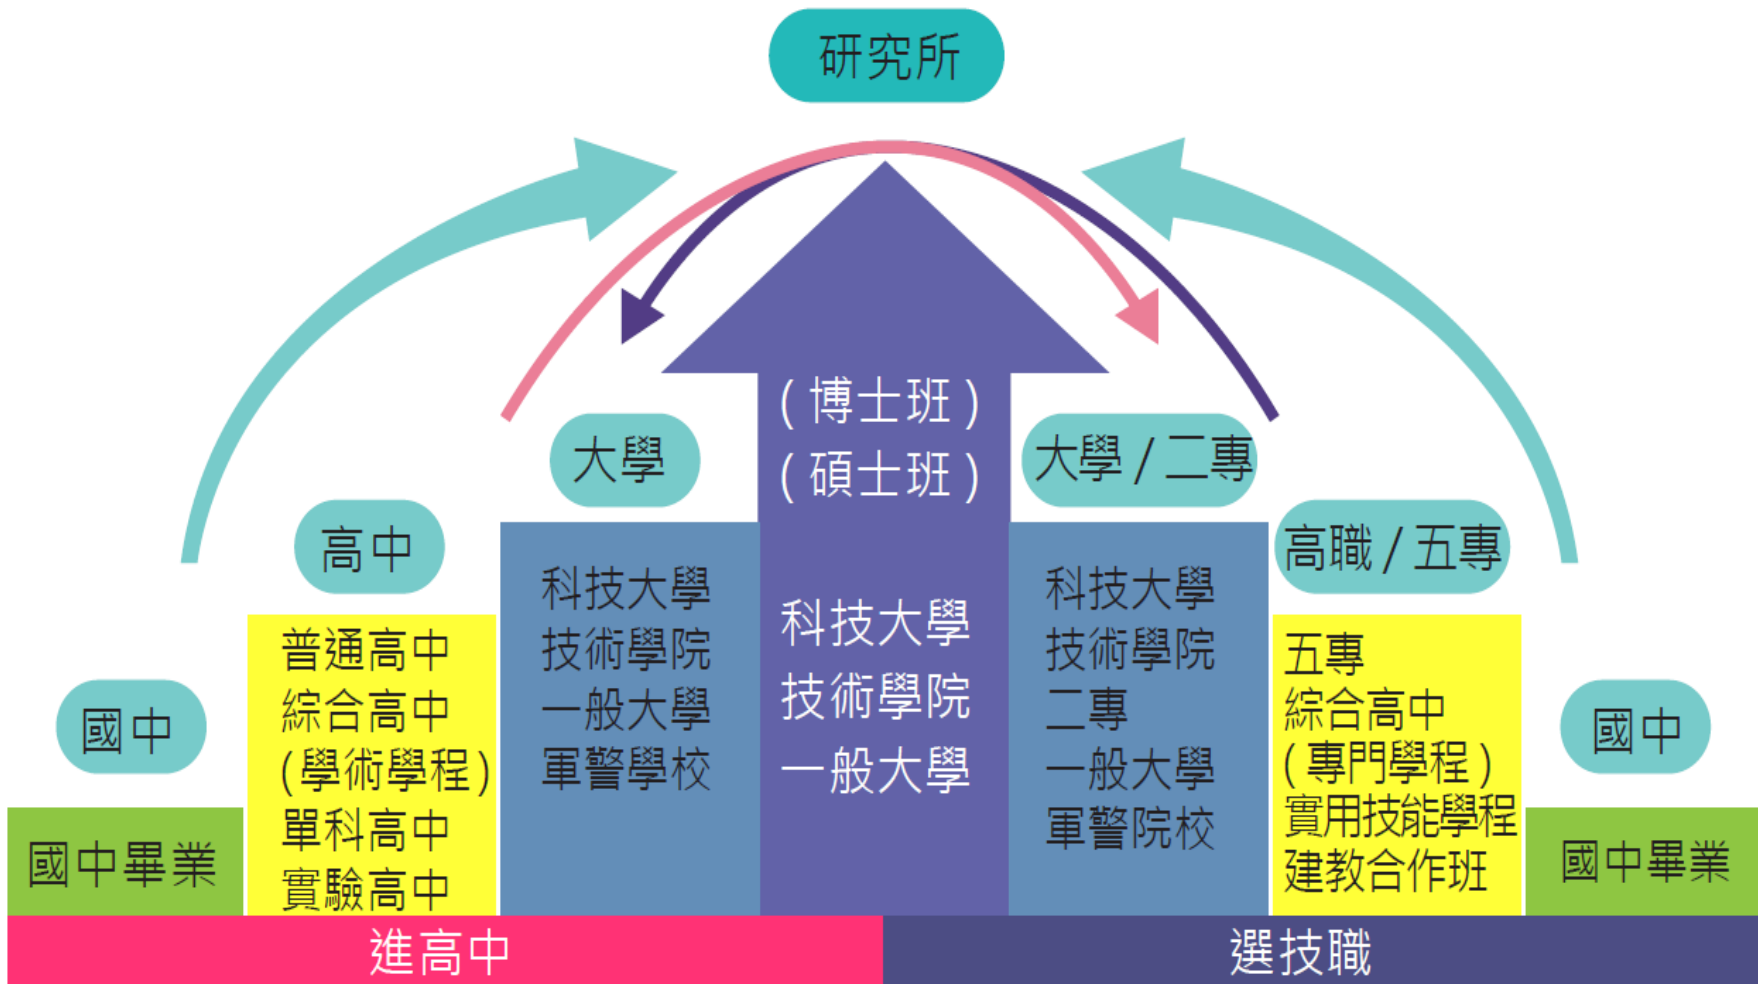 研究所
(博士班)
(碩士班)
科技大學
技術學院
一般大學
大學
科技大學
技術學院
一般大學
軍警學校
大學/二專
科技大學
技術學院
二專
一般大學
軍警院校
高中
普通高中
綜合高中
(學術學程)
單科高中
實驗高中
高職/五專
五專
綜合高中
(專門學程)
實用技能學程
建教合作班
國中
國中畢業
國中
國中畢業
進高中
選技職